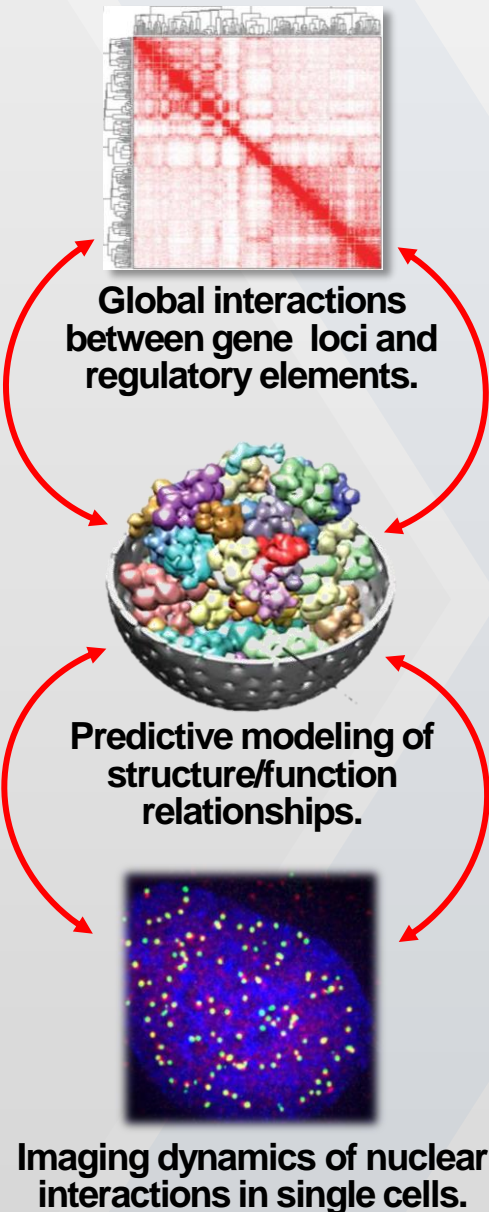 Global interactions
between gene loci and
regulatory elements.
Predictive modeling of
structure/function
relationships.
Imaging dynamics of nuclear
interactions in single cells.